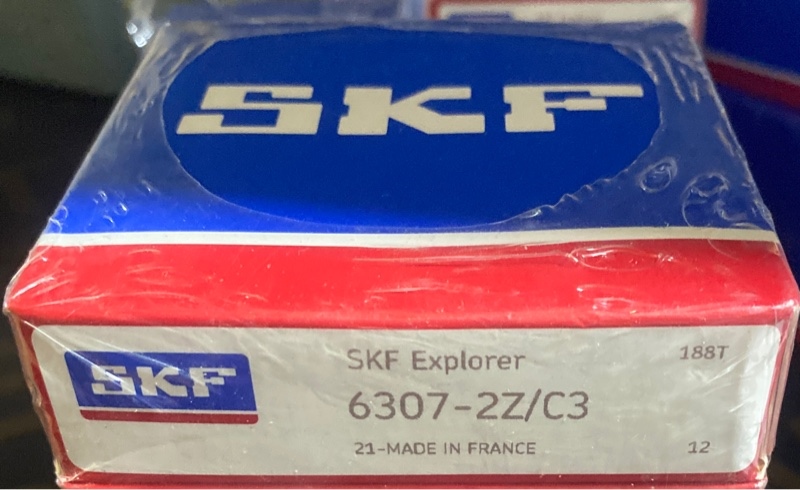 SKF
SKF
SKF Explorer
188T
6307-2Z/C3
21-MADE IN FRANCE
12